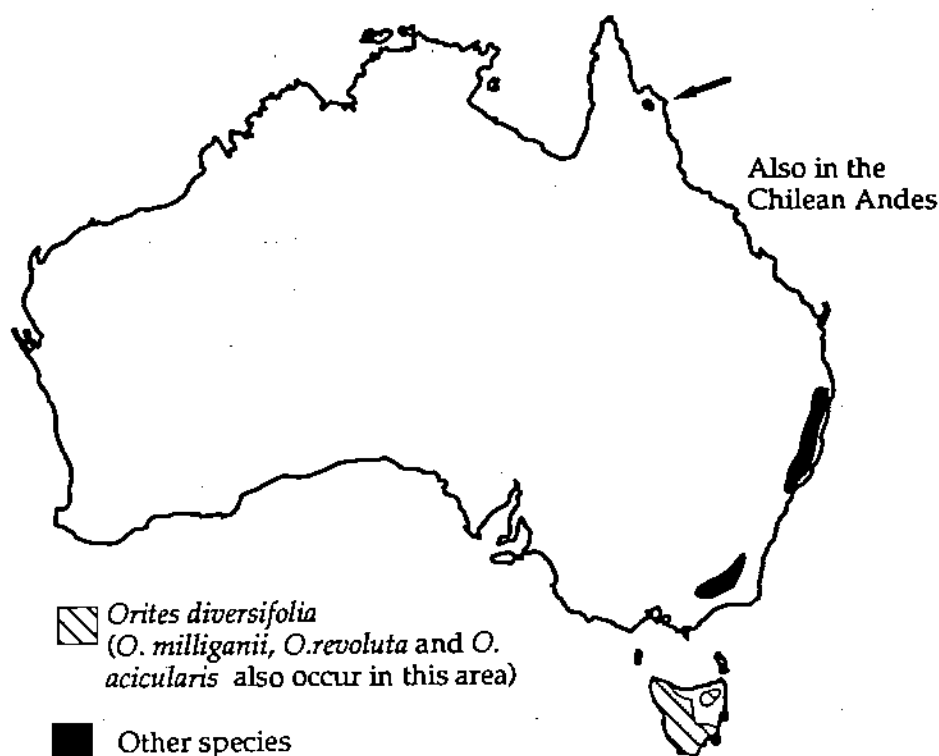 Also in the
Chilean Andes
Orites diversifolia
(O. milliganii, O.revoluta and O.
acicularis also occur in this area)
Other species